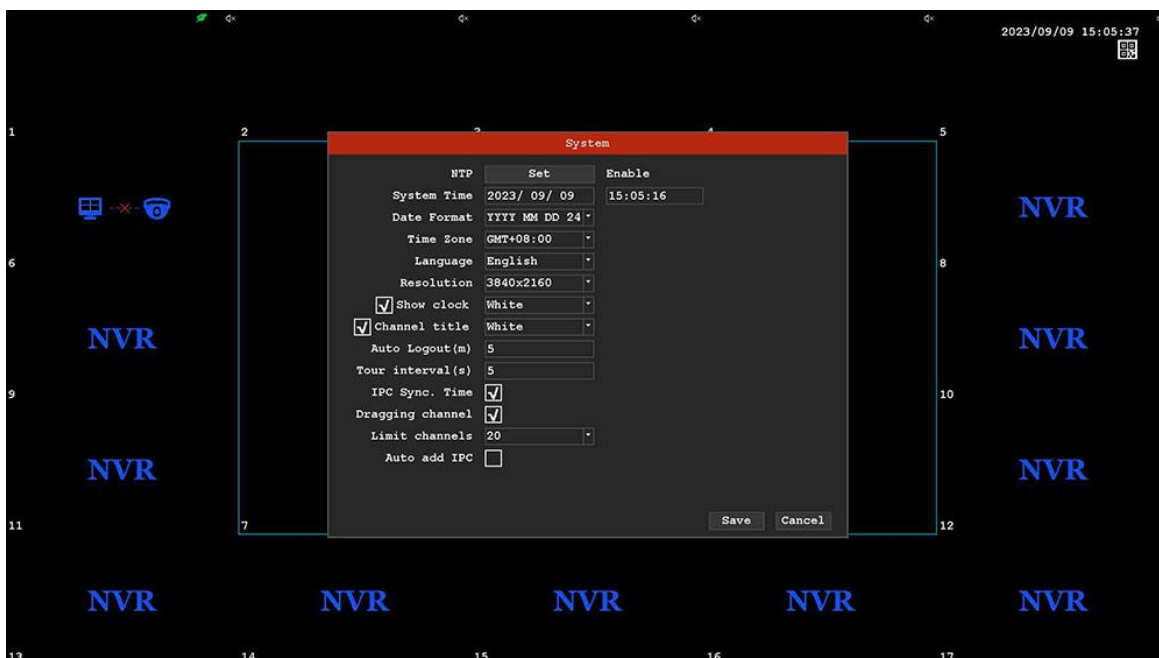 2023/09/09 15:05:37
1
2
3
4
5
System
NTP Set Enable
System Time 2023/ 09/ 09 15:05:16
Date Format YYYY MM DD 24
Time Zone GMT+08:00
NVR
Language English
6
8
Resolution 3840x2160
Show clock White
Channel title White
NVR
NVR
Auto Logout(m) 5
Tour interval(s) 5
IPC Sync. Time
9
10
Dragging channel
Limit channels 20
Auto add IPC
NVR
NVR
Save Cancel
11
7
12
NVR NVR NVR NVR NVR
13 14 15 16 17